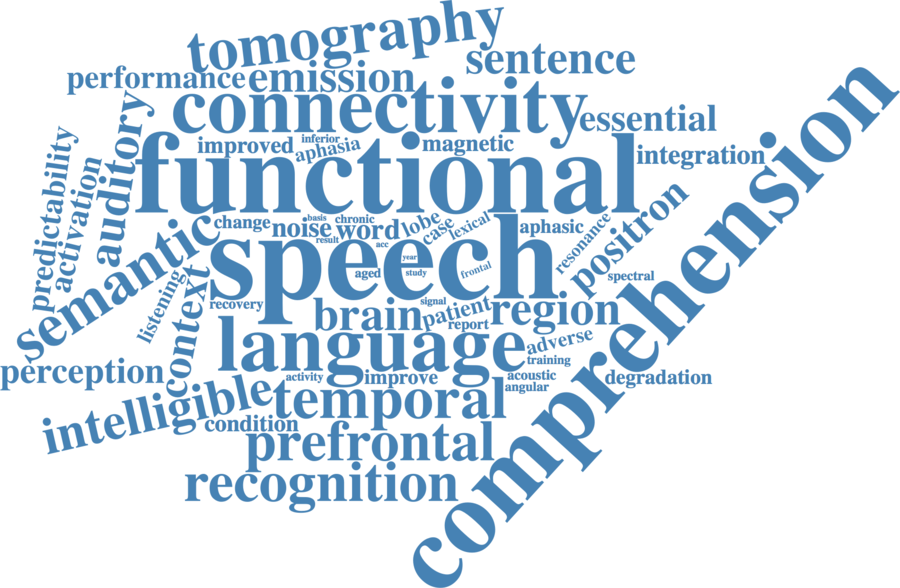 tomography
sentence
performance
emission
connectivity
essential
predictability
activation
auditory
improved
inferior
aphasia
magnetic
integration
functional
comprehension
semantic
change
noise
basis
result
chronic
word
acc
lobe
case
lexical
aphasic
resonance
positron
speech
year
aged
study
frontal
spectral
listening
context
recovery
brain
signal
patient
report
region
language
adverse
training
perception
activity
improve
acoustic
angular
degradation
intelligible
temporal
condition
prefrontal
recognition